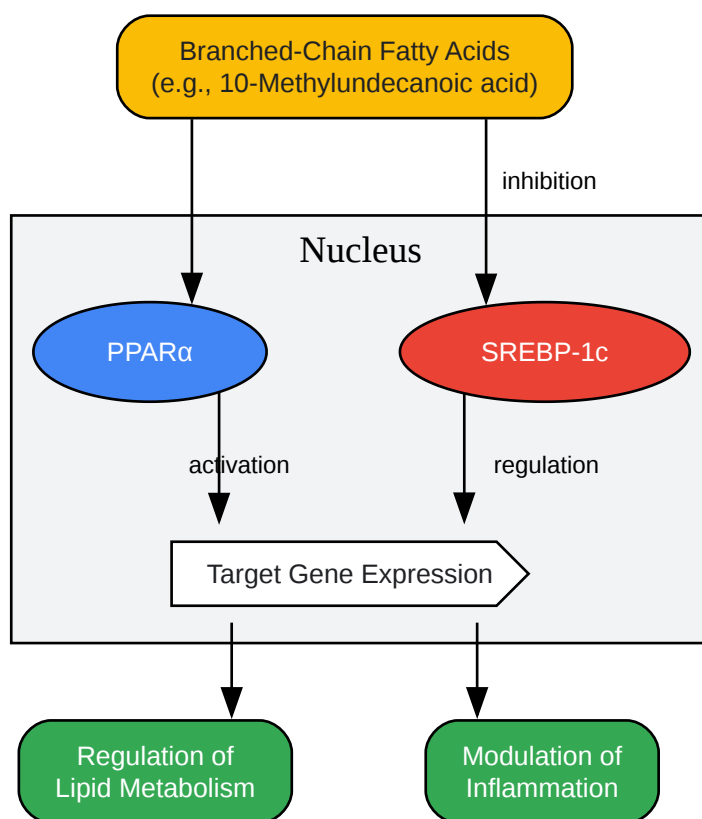 Branched-Chain Fatty Acids
(e.g., 10-Methylundecanoic acid)
inhibition
Nucleus
PPARα
SREBP-1c
activation
regulation
Target Gene Expression
Regulation of
Lipid Metabolism
Modulation of
Inflammation